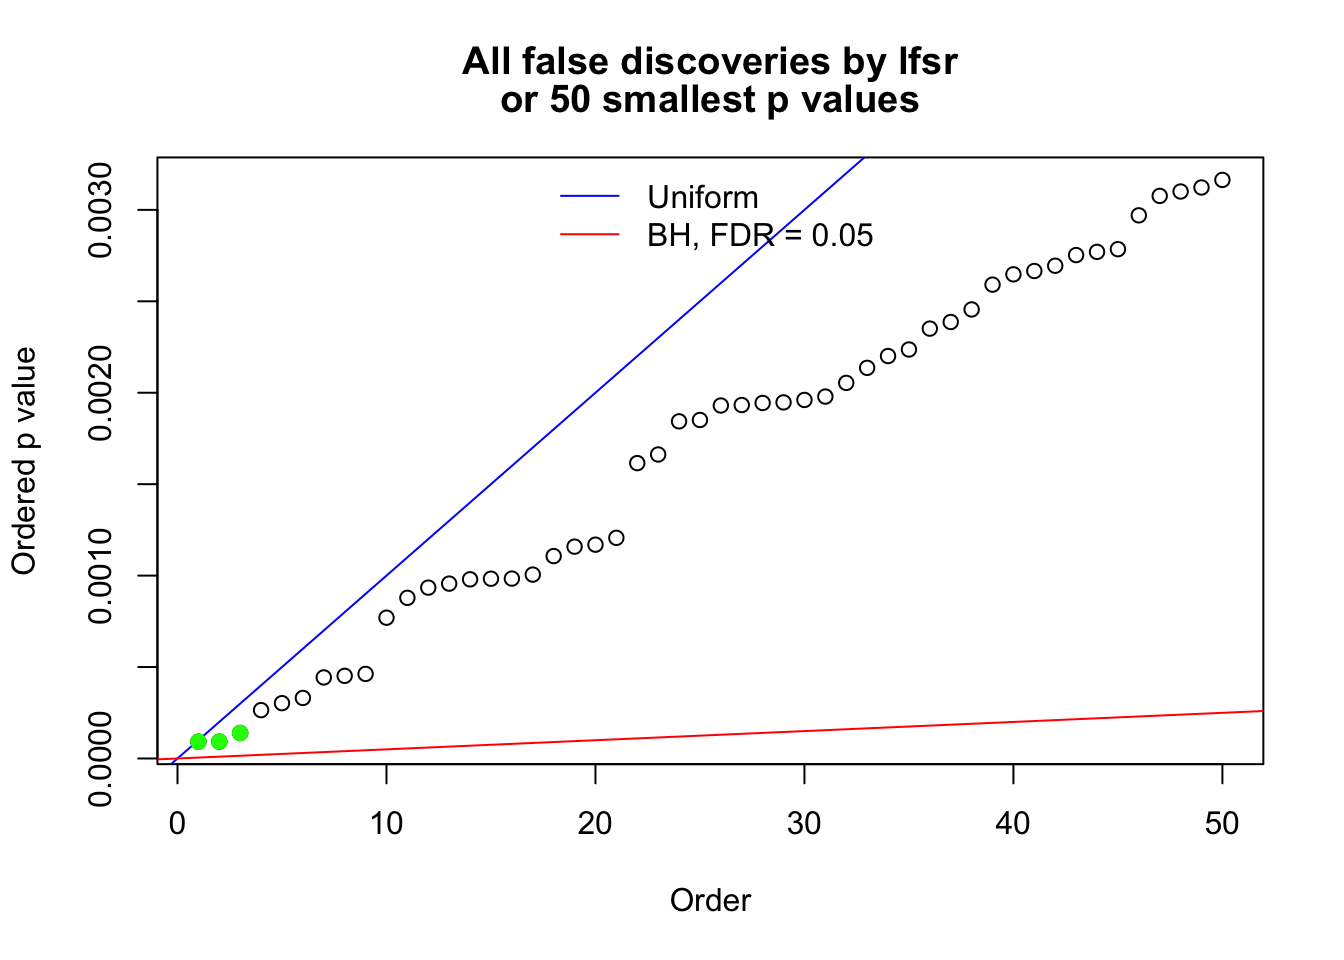 All false discoveries by lfsr
or 50 smallest p values
Uniform
BH, FDR = 0.05
Ordered p value
0.0030
0.0020
0.0010
0.0000
0 10 20 30 40 50
Order